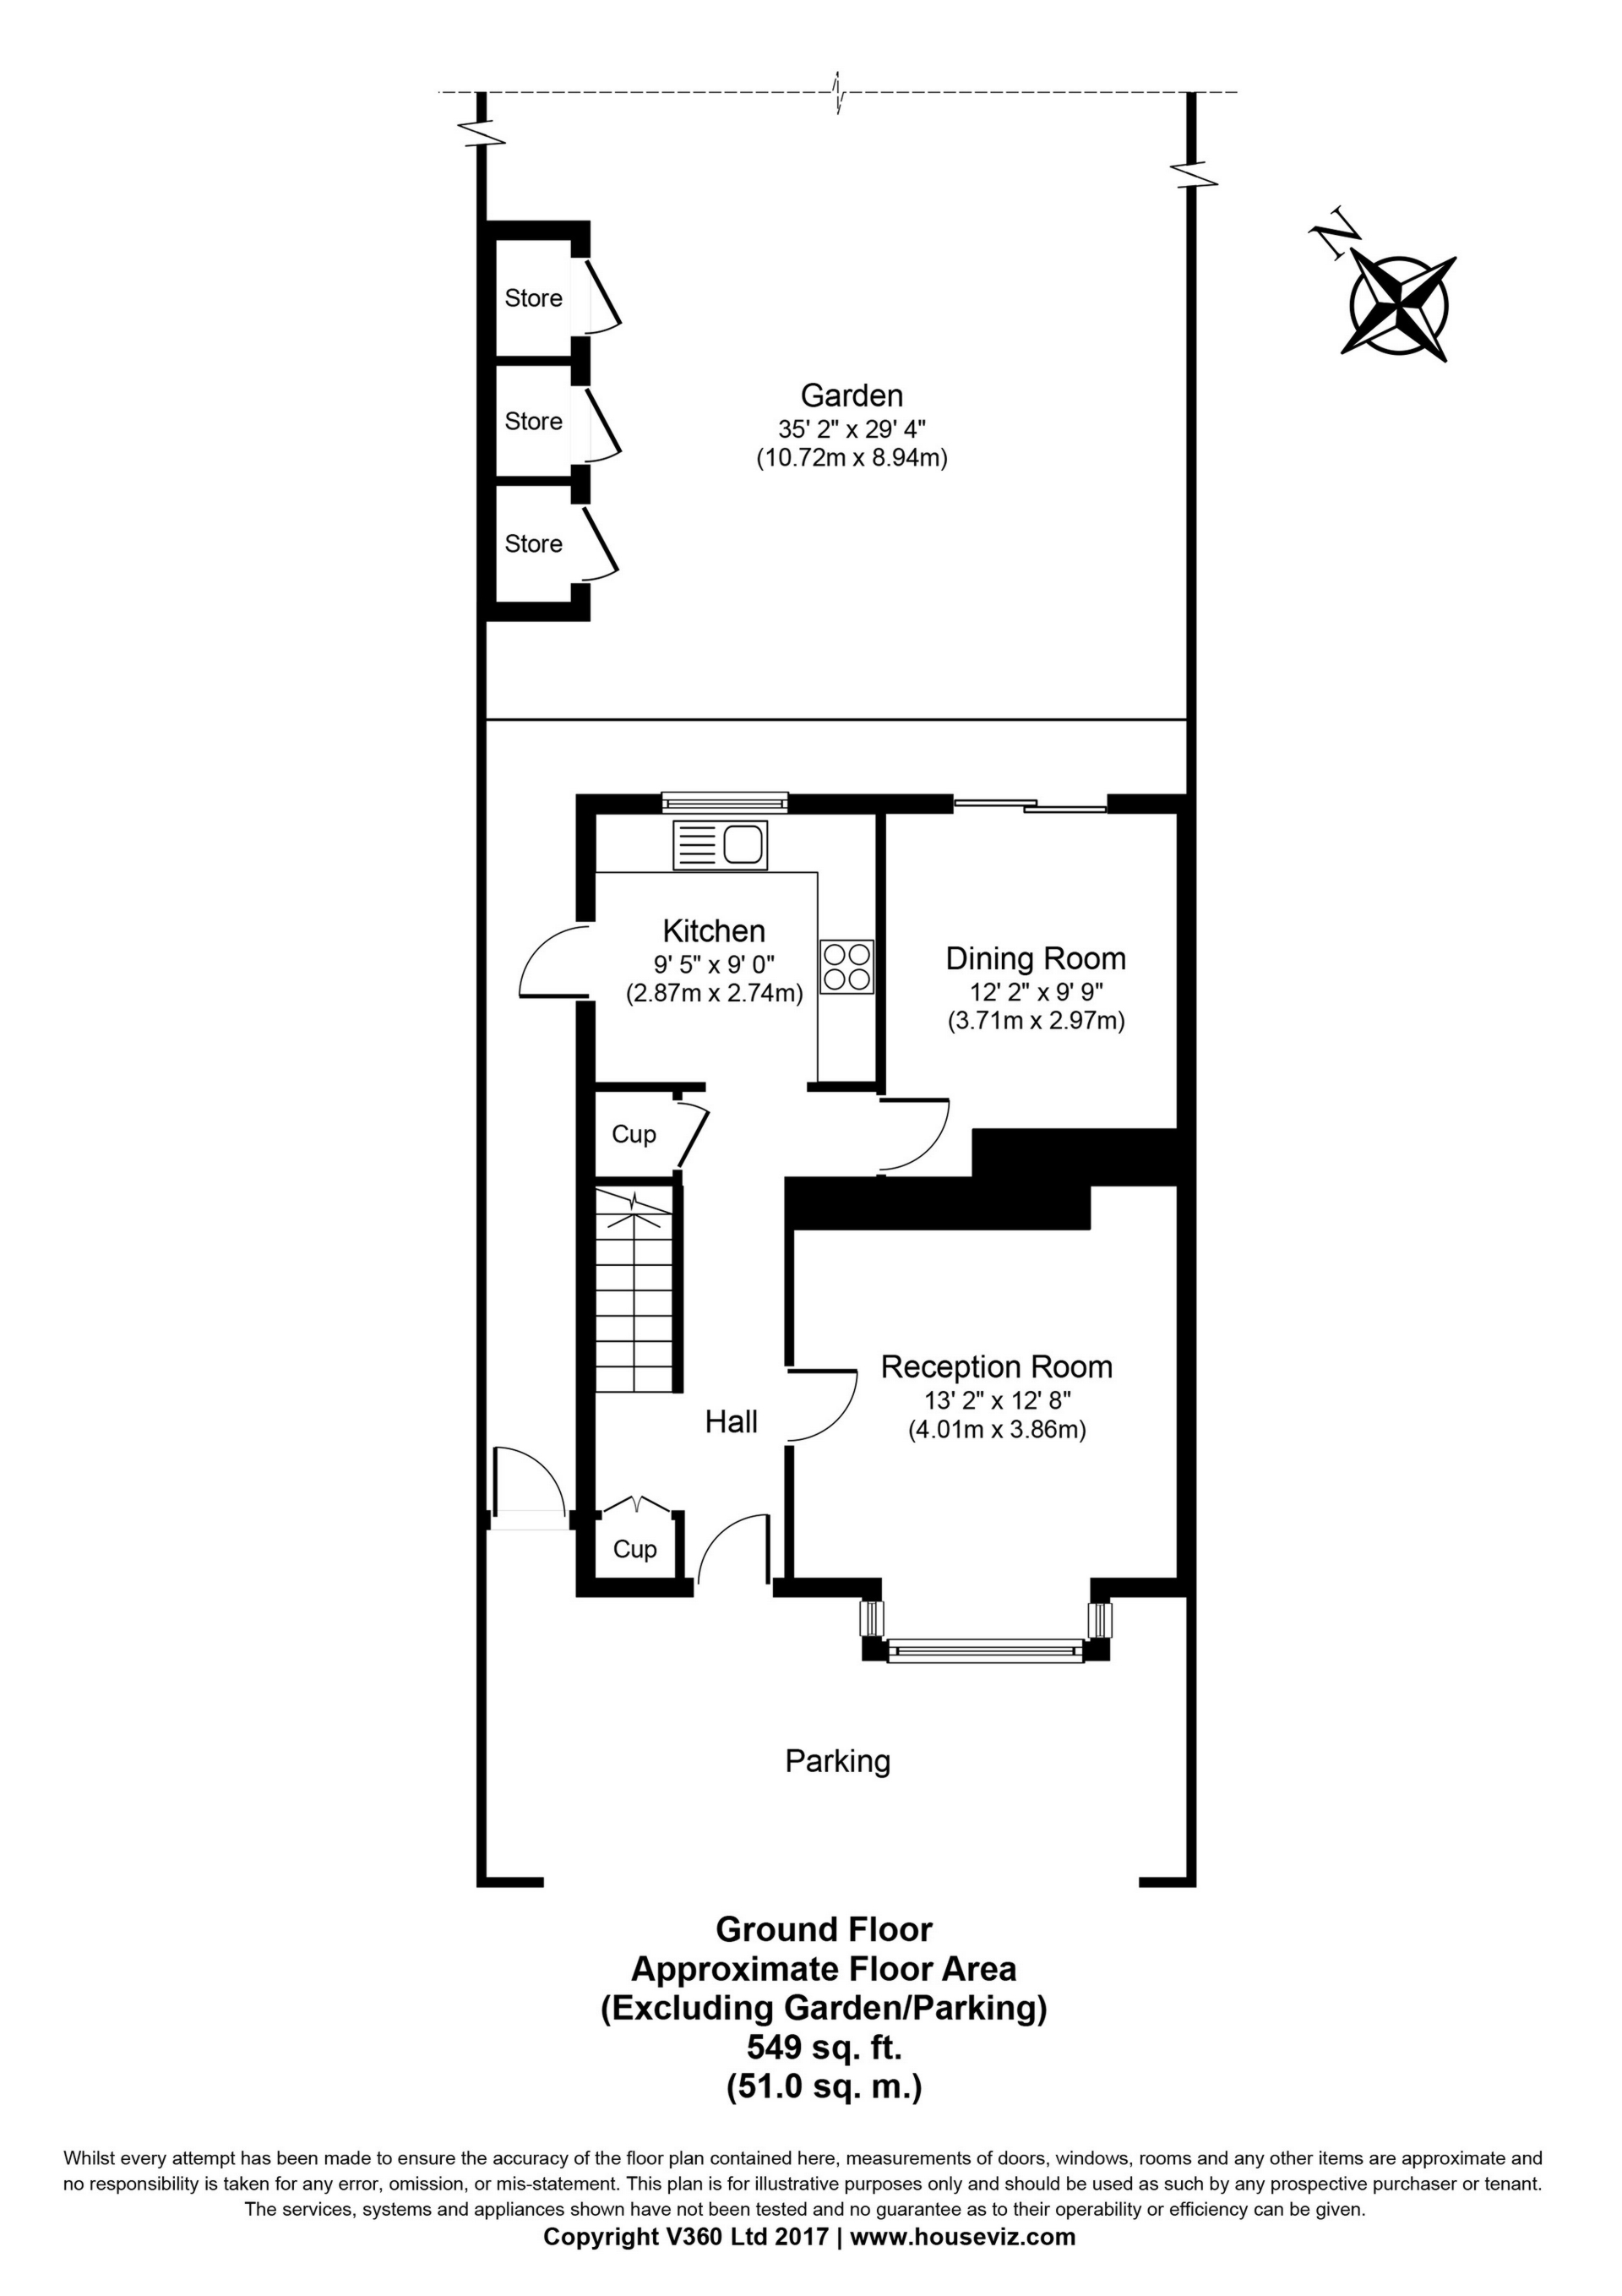 N
Store
Store
Store
Garden
35' 2" x 29' 4"
(10.72m x 8.94m)
Kitchen
9' 5" x 9' 0"
(2.87m x 2.74m)
Dining Room
12' 2" x 9' 9"
(3.71m x 2.97m)
Cup
Reception Room
13' 2" x 12' 8"
(4.01m x 3.86m)
Hall
Cup
Parking
Ground Floor
Approximate Floor Area
(Excluding Garden/Parking)
549 sq. ft.
(51.0 sq. m.)
Whilst every attempt has been made to ensure the accuracy of the floor plan contained here, measurements of doors, windows, rooms and any other items are approximate and
no responsibility is taken for any error, omission, or mis-statement. This plan is for illustrative purposes only and should be used as such by any prospective purchaser or tenant.
The services, systems and appliances shown have not been tested and no guarantee as to their operability or efficiency can be given.
Copyright V360 Ltd 2017 | www.houseviz.com